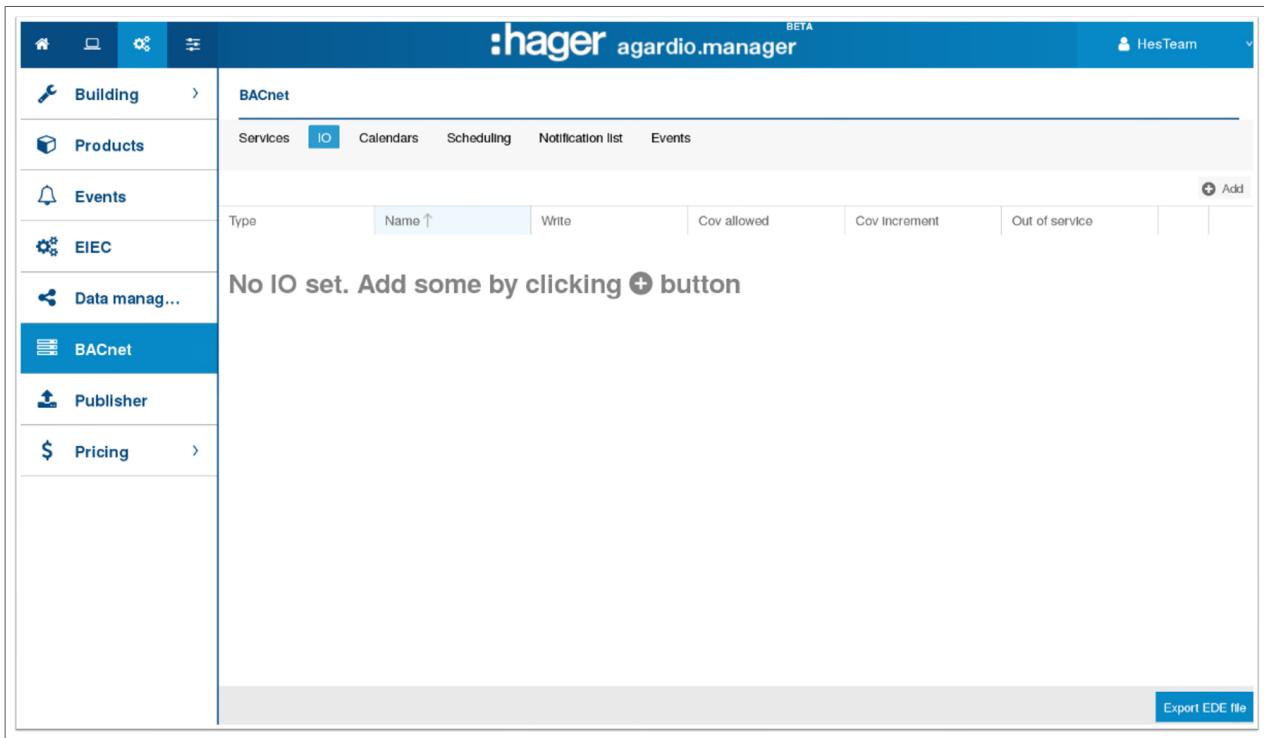 BETA
:hager agardio.manager
HesTeam
Building
BACnet
Services IO Calendars Scheduling Notification list Events
Products
Add
Events
Type Name ↑ Write Cov allowed Cov increment Out of service
EIEC
No IO set. Add some by clicking + button
Data manag...
BACnet
Publisher
Pricing
Export EDE file